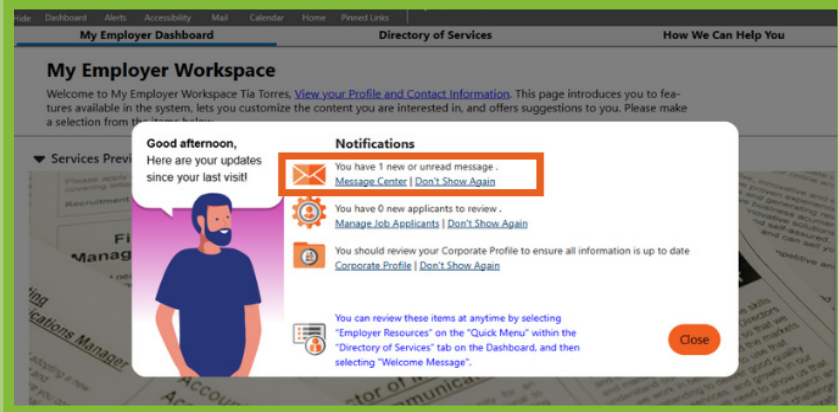 Hide Dashboard Alerts Accessibility Mail Calendar Home Pinned Links
My Employer Dashboard Directory of Services How We Can Help You
My Employer Workspace
Welcome to My Employer Workspace Tia Torres, View your Profile and Contact Information. This page introduces you to fea-
tures available in the system, lets you customize the content you are interested in, and offers suggestions to you. Please make
a selection from the items below.
Services Previ
Good afternoon,
Here are your updates
since your last visit!
Notifications
You have 1 new or unread message .
Message Center | Don't Show Again
You have 0 new applicants to review .
Manage Job Applicants | Don't Show Again
You should review your Corporate Profile to ensure all information is up to date
Corporate Profile | Don't Show Again
You can review these items at anytime by selecting
"Employer Resources" on the "Quick Menu" within the
"Directory of Services" tab on the Dashboard, and then
selecting "Welcome Message".
Close